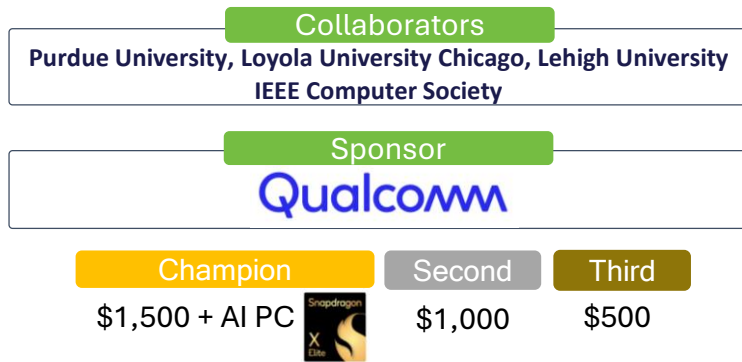 Collaborators
Purdue University, Loyola University Chicago, Lehigh University
IEEE Computer Society
Sponsor
Qualcomm
Champion Second Third
$1,500 + AI PC $1,000 $500
Snapdragon
X
Elite